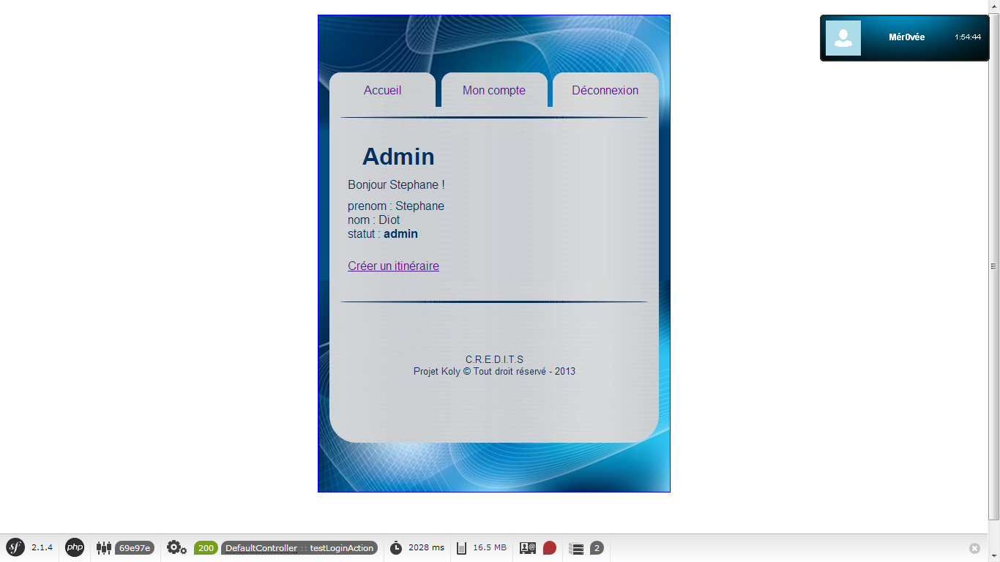 Mér0vée 1:54:44
Accueil Mon compte Déconnexion
Admin
Bonjour Stephane !
prenom : Stephane
nom : Diot
statut : admin
Créer un itinéraire
C.R.E.D.I.T.S
Projet Koly © Tout droit réservé - 2013
sf 2.1.4 php 69e97e 200 DefaultController :: testLoginAction 2028 ms 16.5 MB 2